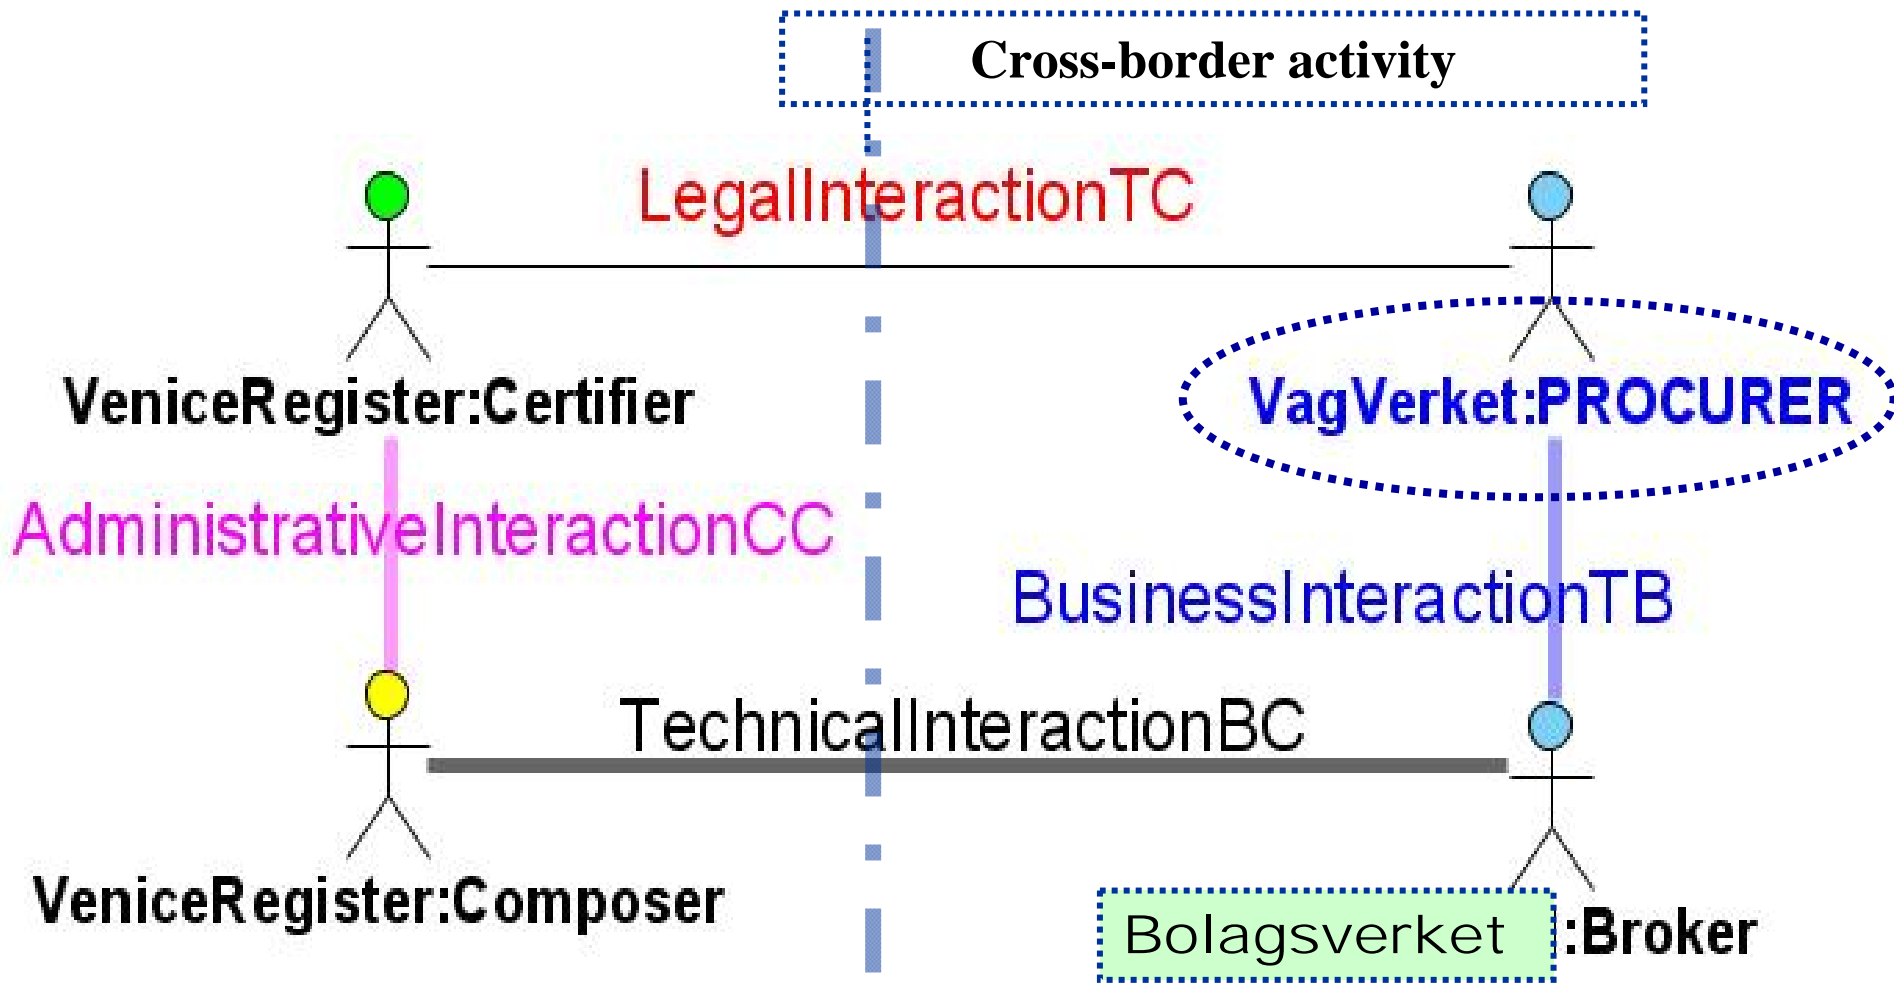 Cross-border activity
LegalInteractionTC
VeniceRegister:Certifier
VagVerket:PROCURER
AdministrativeInteractionCC
BusinessInteractionTB
TechnicalInteractionBC
VeniceRegister:Composer
Bolagsverket :Broker